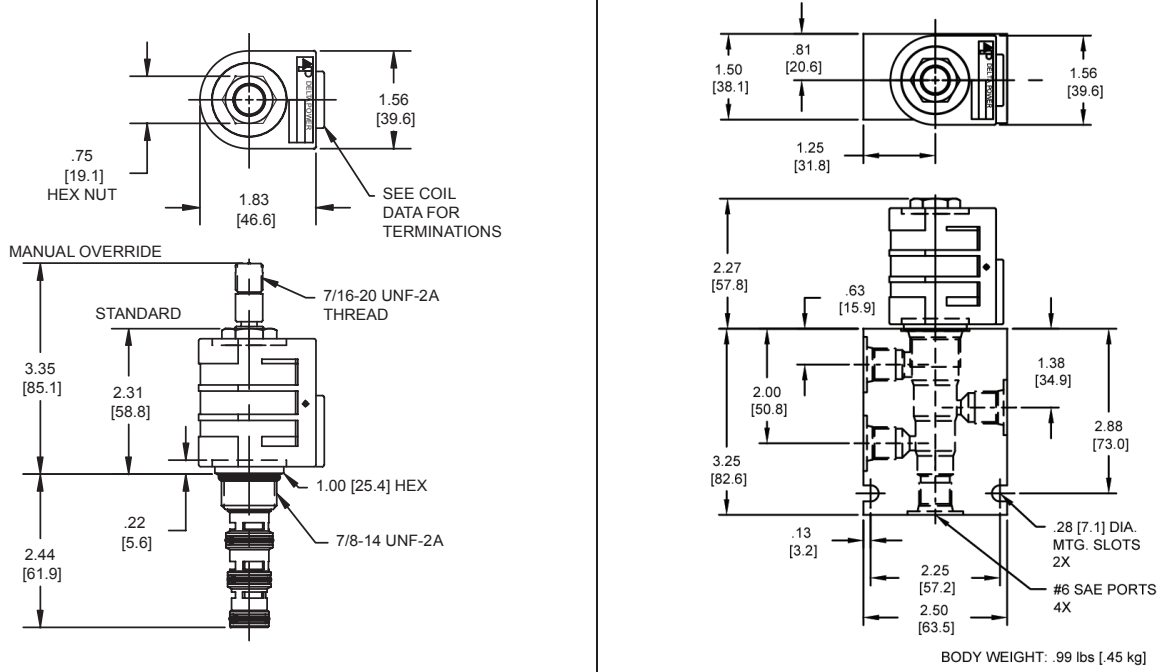 1.56
[39.6]
.75
[19.1]
HEX NUT
1.83
[46.6]
SEE COIL
DATA FOR
TERMINATIONS
DELTA POWER
MANUAL OVERRIDE
7/16-20 UNF-2A
THREAD
STANDARD
3.35
[85.1]
2.31
[58.8]
1.00 [25.4] HEX
.22
[5.6]
7/8-14 UNF-2A
2.44
[61.9]
.81
[20.6]
1.50
[38.1]
1.56
[39.6]
DELTA POWER
1.25
[31.8]
2.27
[57.8]
.63
[15.9]
1.38
[34.9]
2.00
[50.8]
2.88
[73.0]
3.25
[82.6]
.13
[3.2]
.28 [7.1] DIA.
MTG. SLOTS
2X
2.25
[57.2]
#6 SAE PORTS
4X
2.50
[63.5]
BODY WEIGHT: .99 lbs [.45 kg]